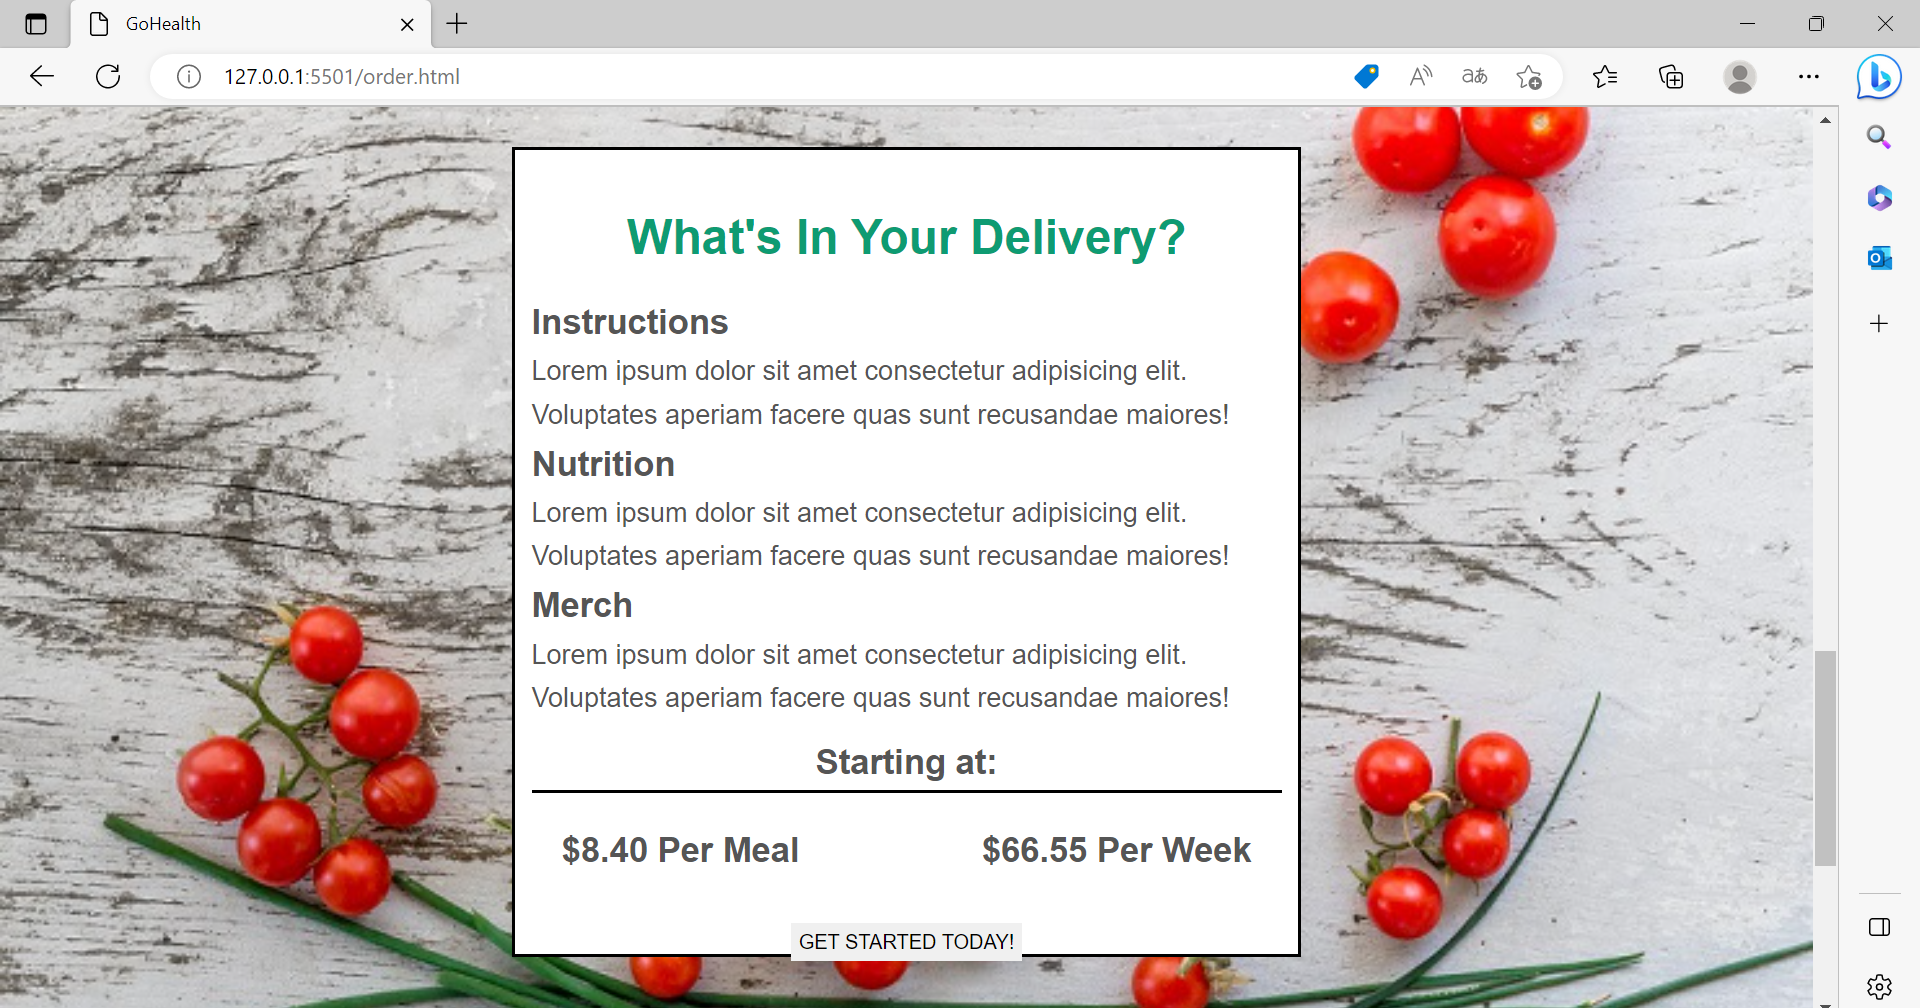 GoHealth
127.0.0.1:5501/order.html
What's In Your Delivery?
Instructions
Lorem ipsum dolor sit amet consectetur adipisicing elit.
Voluptates aperiam facere quas sunt recusandae maiores!
Nutrition
Lorem ipsum dolor sit amet consectetur adipisicing elit.
Voluptates aperiam facere quas sunt recusandae maiores!
Merch
Lorem ipsum dolor sit amet consectetur adipisicing elit.
Voluptates aperiam facere quas sunt recusandae maiores!
Starting at:
$8.40 Per Meal
$66.55 Per Week
GET STARTED TODAY!